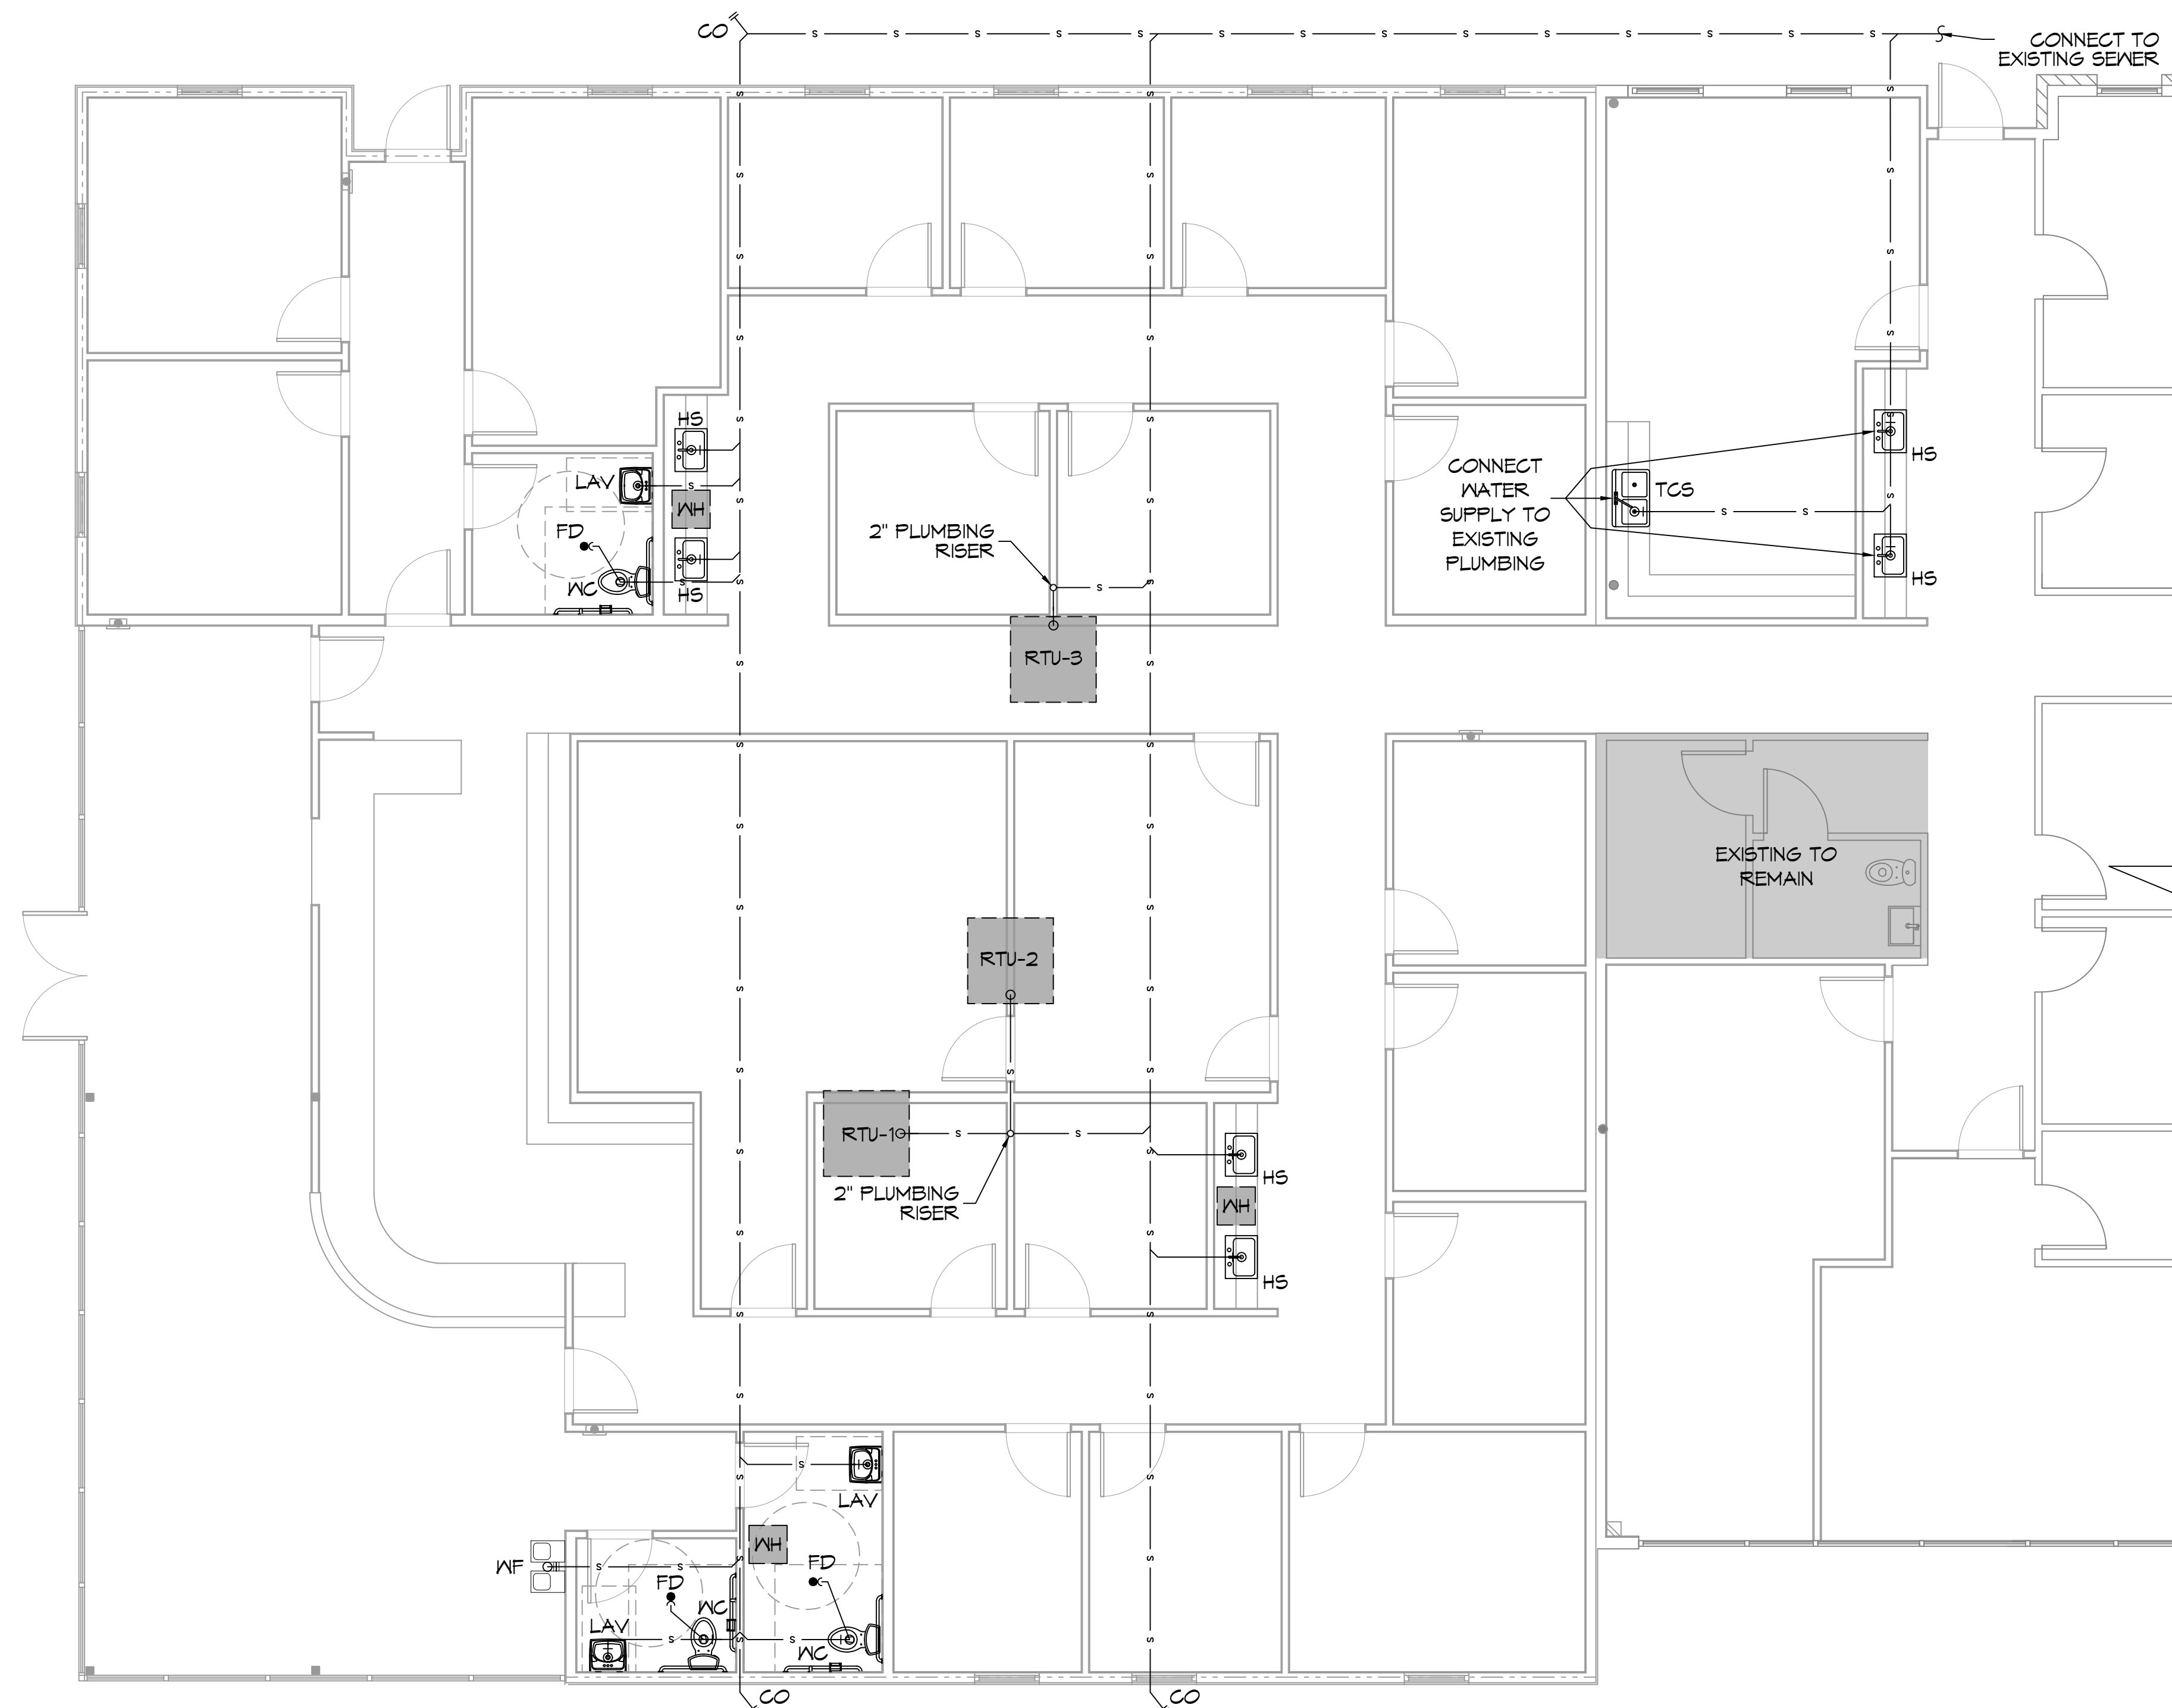 CO
S S S S S S S S S S S S S S
CONNECT TO
EXISTING SEWER
S S S
S S S
S S
S S S
HS
S S
HS
CONNECT
WATER
SUPPLY TO
EXISTING
PLUMBING
HS
LAV
S
TCS
S
WH
S S
S S
2" PLUMBING
RISER
FD
WC
S
S
S
S
HS
HS
S S
RTU-3
S S
S S
EXISTING TO
REMAIN
S S
RTU-2
S S
S
S S
RTU-1
S
S
S S
HS
2" PLUMBING
RISER
WH
S S
HS
S S
S S
S
S S
LAV
WH
S S
WF
S
S
FD
FD
WC
LAV
S
S
S
S
WC
CO
CO